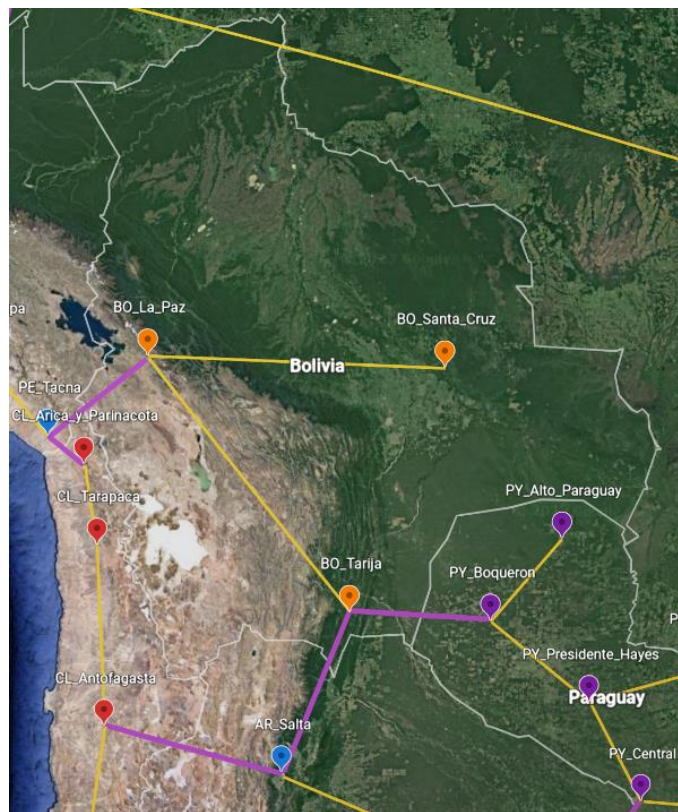 BO_La_Paz
pa
BO_Santa_Cruz
Bolivia
PE_Tacna
CL_Arica_y_Parinacota
CL_Tarapaca
PY_Alto_Paraguay
BO_Tarija
PY_Boqueron
P
PY_Presidente_Hayes
CL_Antofagasta
Paraguay
AR_Salta
PY_Central